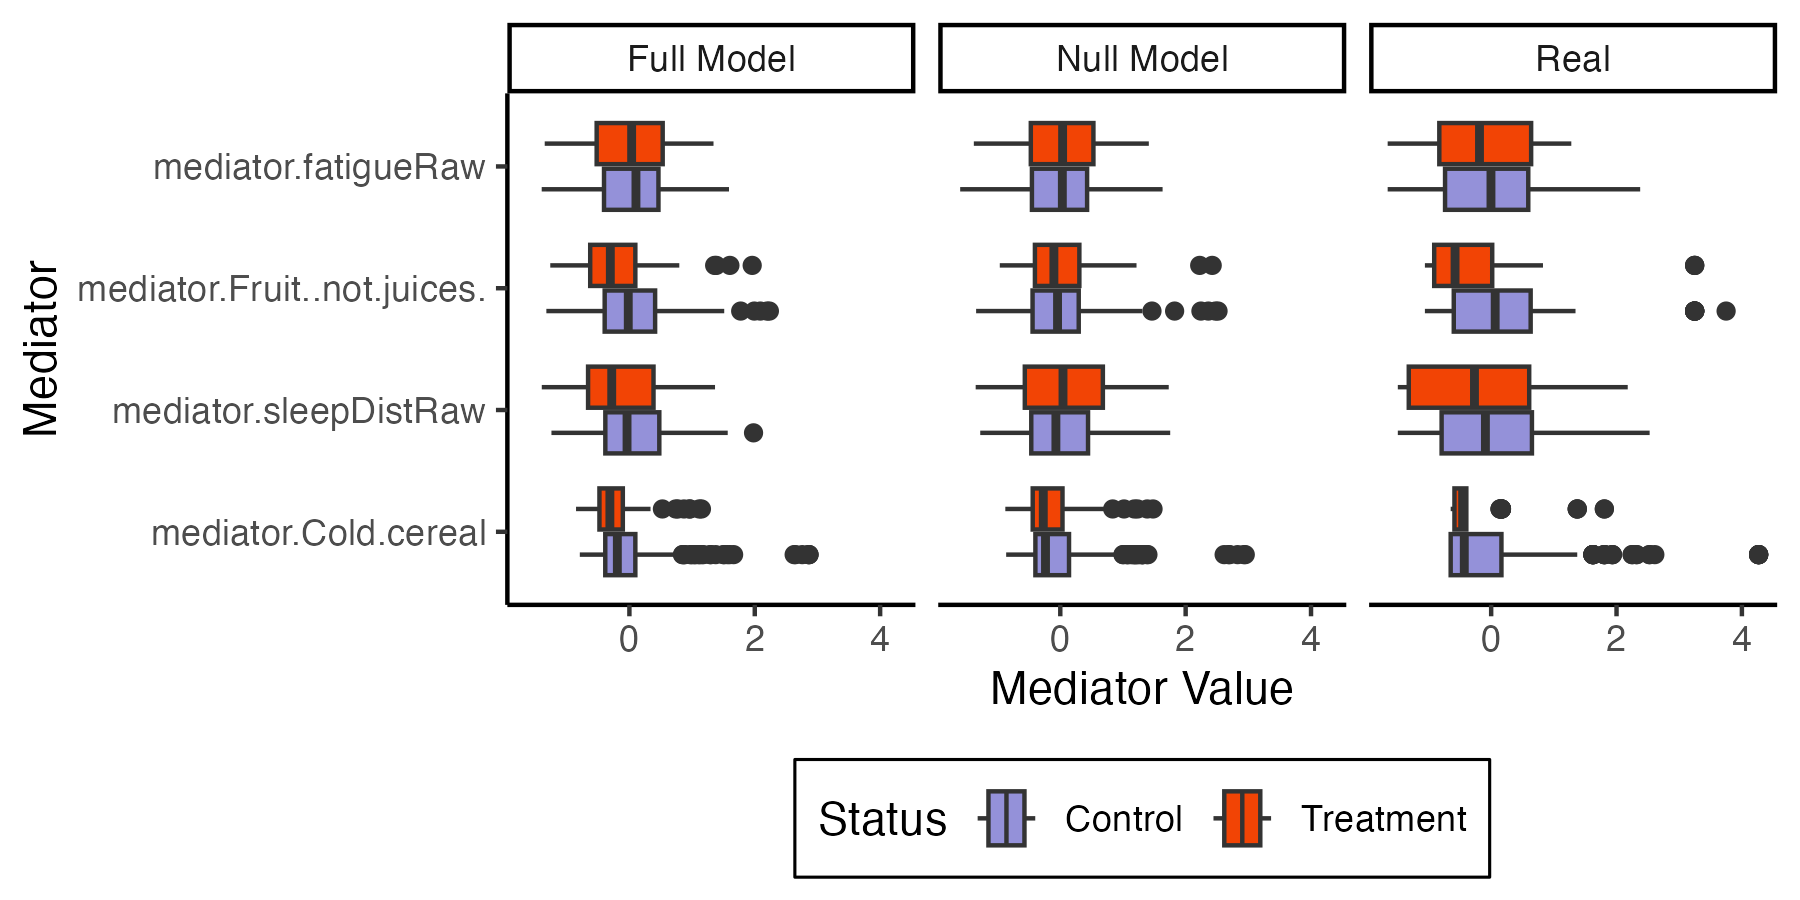 Full Model
Null Model
Real
Mediator
mediator.fatigueRaw
mediator.Fruit..not.juices.
mediator.sleepDistRaw
mediator.Cold.cereal
0 2 4
0 2 4
0 2 4
Mediator Value
Status Control Treatment